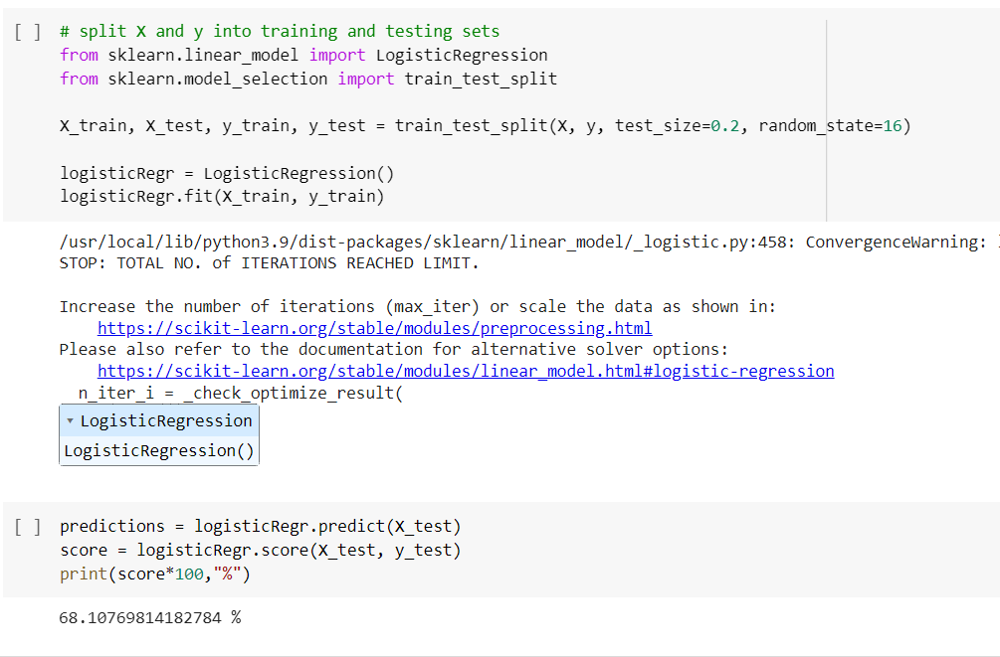 [ ] # split X and y into training and testing sets
from sklearn.linear_model import LogisticRegression
from sklearn.model_selection import train_test_split
X_train, X_test, y_train, y_test = train_test_split(X, y, test_size=0.2, random_state=16)
logisticRegr = LogisticRegression()
logisticRegr.fit(X_train, y_train)
/usr/local/lib/python3.9/dist-packages/sklearn/linear_model/_logistic.py:458: ConvergenceWarning:
STOP: TOTAL NO. of ITERATIONS REACHED LIMIT.
Increase the number of iterations (max_iter) or scale the data as shown in:
https://scikit-learn.org/stable/modules/preprocessing.html
Please also refer to the documentation for alternative solver options:
https://scikit-learn.org/stable/modules/linear_model.html#logistic-regression
n_iter_i = _check_optimize_result(
▾ LogisticRegression
LogisticRegression()
[ ] predictions = logisticRegr.predict(X_test)
score = logisticRegr.score(X_test, y_test)
print(score*100,"%")
68.10769814182784 %